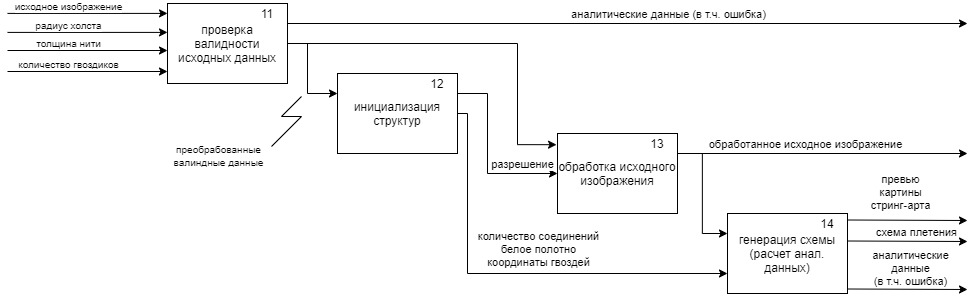 исходное изображение
радиус холста
толщина нити
количество гвоздиков
11
проверка
валидности
исходных данных
аналитические данные (в т.ч. ошибка)
12
инициализация
структур
преобрабованные
валиндные данные
разрешение
13
обработка исходного
изображения
обработанное исходное изображение
количество соединений
белое полотно
координаты гвоздей
14
генерация схемы
(расчет анал.
данных)
превью
картины
стринг-арта
схема плетения
аналитические
данные
(в т.ч. ошибка)